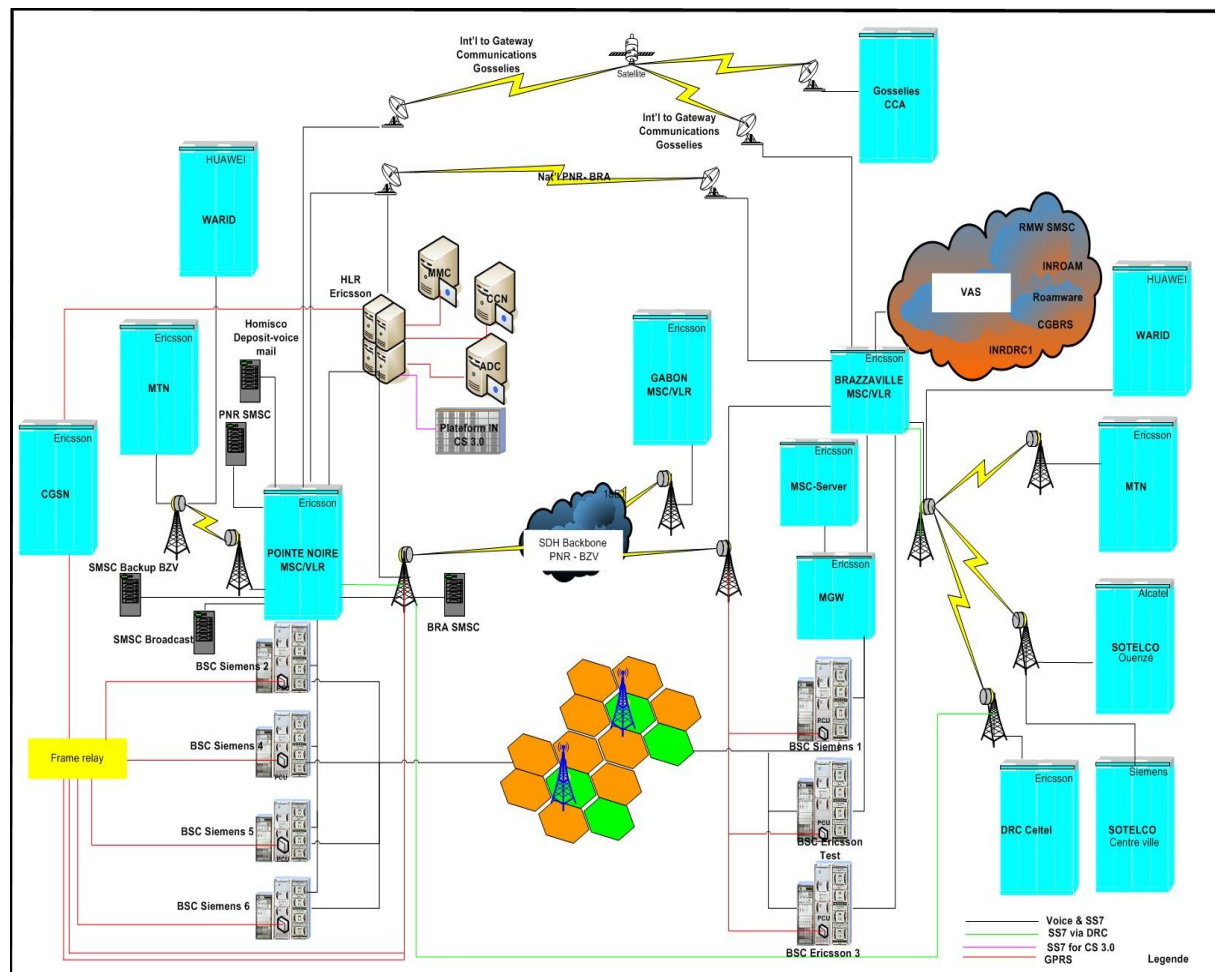 Int'l to Gateway
Communications
Gosselies
Satellite
Gosselies
CCA
Int'l to Gateway
Communications
Gosselies
HUAWEI
WARID
Nat'l PNR- BRA
RMW SMSC
INROAM
VAS
Roamware
CGBRS
INRDRC1
HUAWEI
WARID
HLR
Ericsson
MMC
CCN
ADC
Plateform IN
CS 3.0
Homisco
Deposit-voice
mail
PNR SMSC
Ericsson
MTN
Ericsson
GABON
MSC/VLR
Ericsson
BRAZZAVILLE
MSC/VLR
Ericsson
CGSN
Ericsson
POINTE NOIRE
MSC/VLR
Ericsson
MSC-Server
Ericsson
MTN
SDH Backbone
PNR - BZV
Ericsson
MGW
SMSC Backup BZV
SMSC Broadcast
BRA SMSC
Alcatel
SOTELCO
Ouenzé
BSC Siemens 2
BSC Siemens 4
PCU
BSC Siemens 5
PCU
BSC Siemens 6
Frame relay
PCU
BSC Siemens 1
PCU
BSC Ericsson
Test
PCU
BSC Ericsson 3
Ericsson
DRC Celtel
Siemens
SOTELCO
Centre ville
Voice & SS7
SS7 via DRC
SS7 for CS 3.0
GPRS
Legende